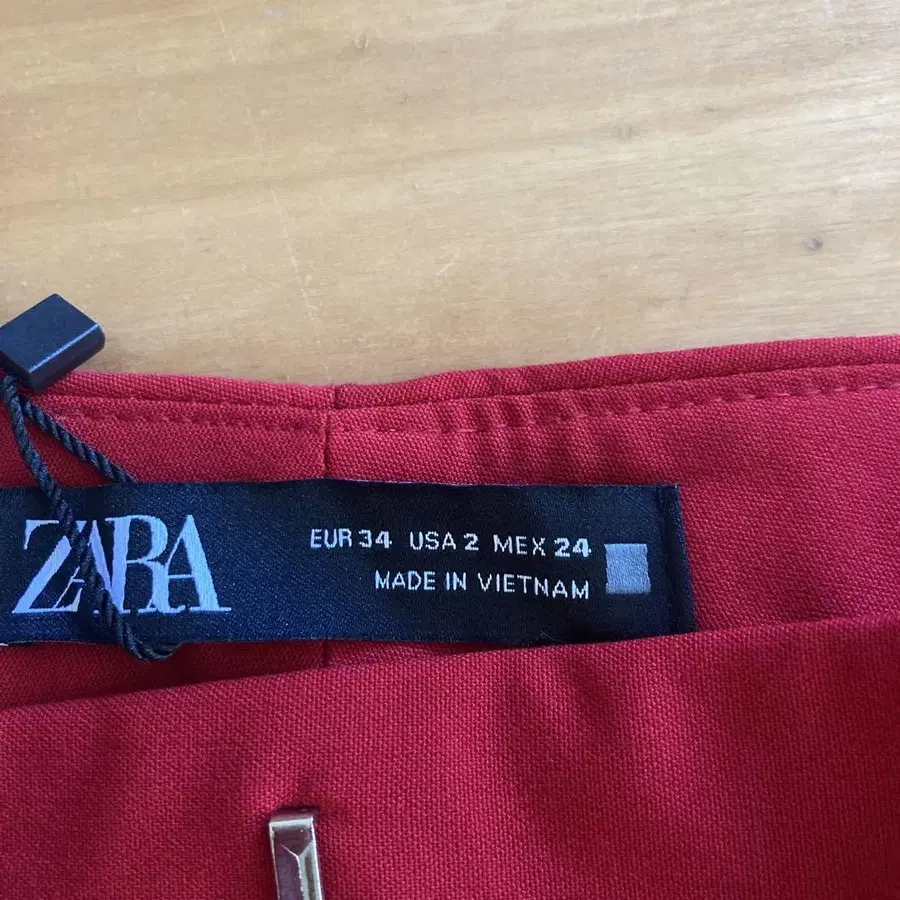 ZARA
EUR 34 USA 2 MEX 24
MADE IN VIETNAM